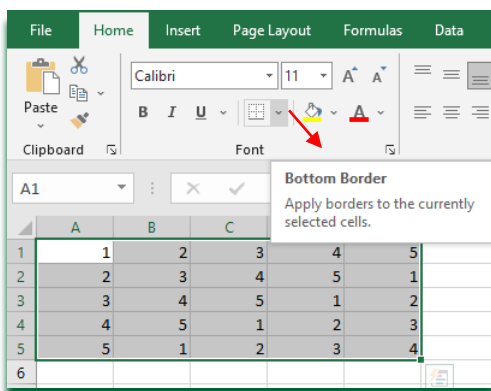 File Home Insert Page Layout Formulas Data
Calibri 11 A A
Paste B I U A
Clipboard Font
Bottom Border
A1
Apply borders to the currently
selected cells.
A B C
1 1 2 3 4 5
2 2 3 4 5 1
3 3 4 5 1 2
4 4 5 1 2 3
5 5 1 2 3 4
6